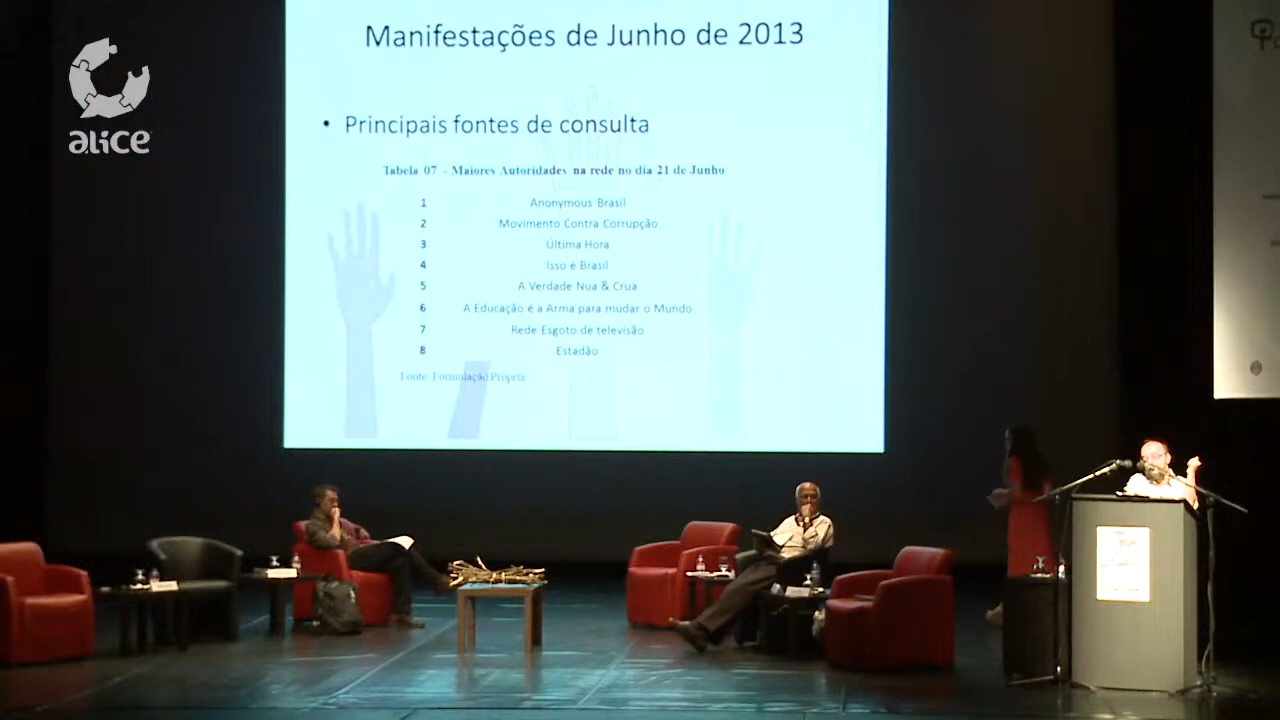 alice
Manifestações de Junho de 2013
• Principais fontes de consulta
Tabela 07 - Maiores Autoridades na rede no dia 21 de Junho
1 Anonymous Brasil
2 Movimento Contra Corrupção
3 Última Hora
4 Isso é Brasil
5 A Verdade Nua & Crua
6 A Educação é a Arma para mudar o Mundo
7 Rede Esgoto de televisão
8 Estadão
Fonte: Formulação Própria